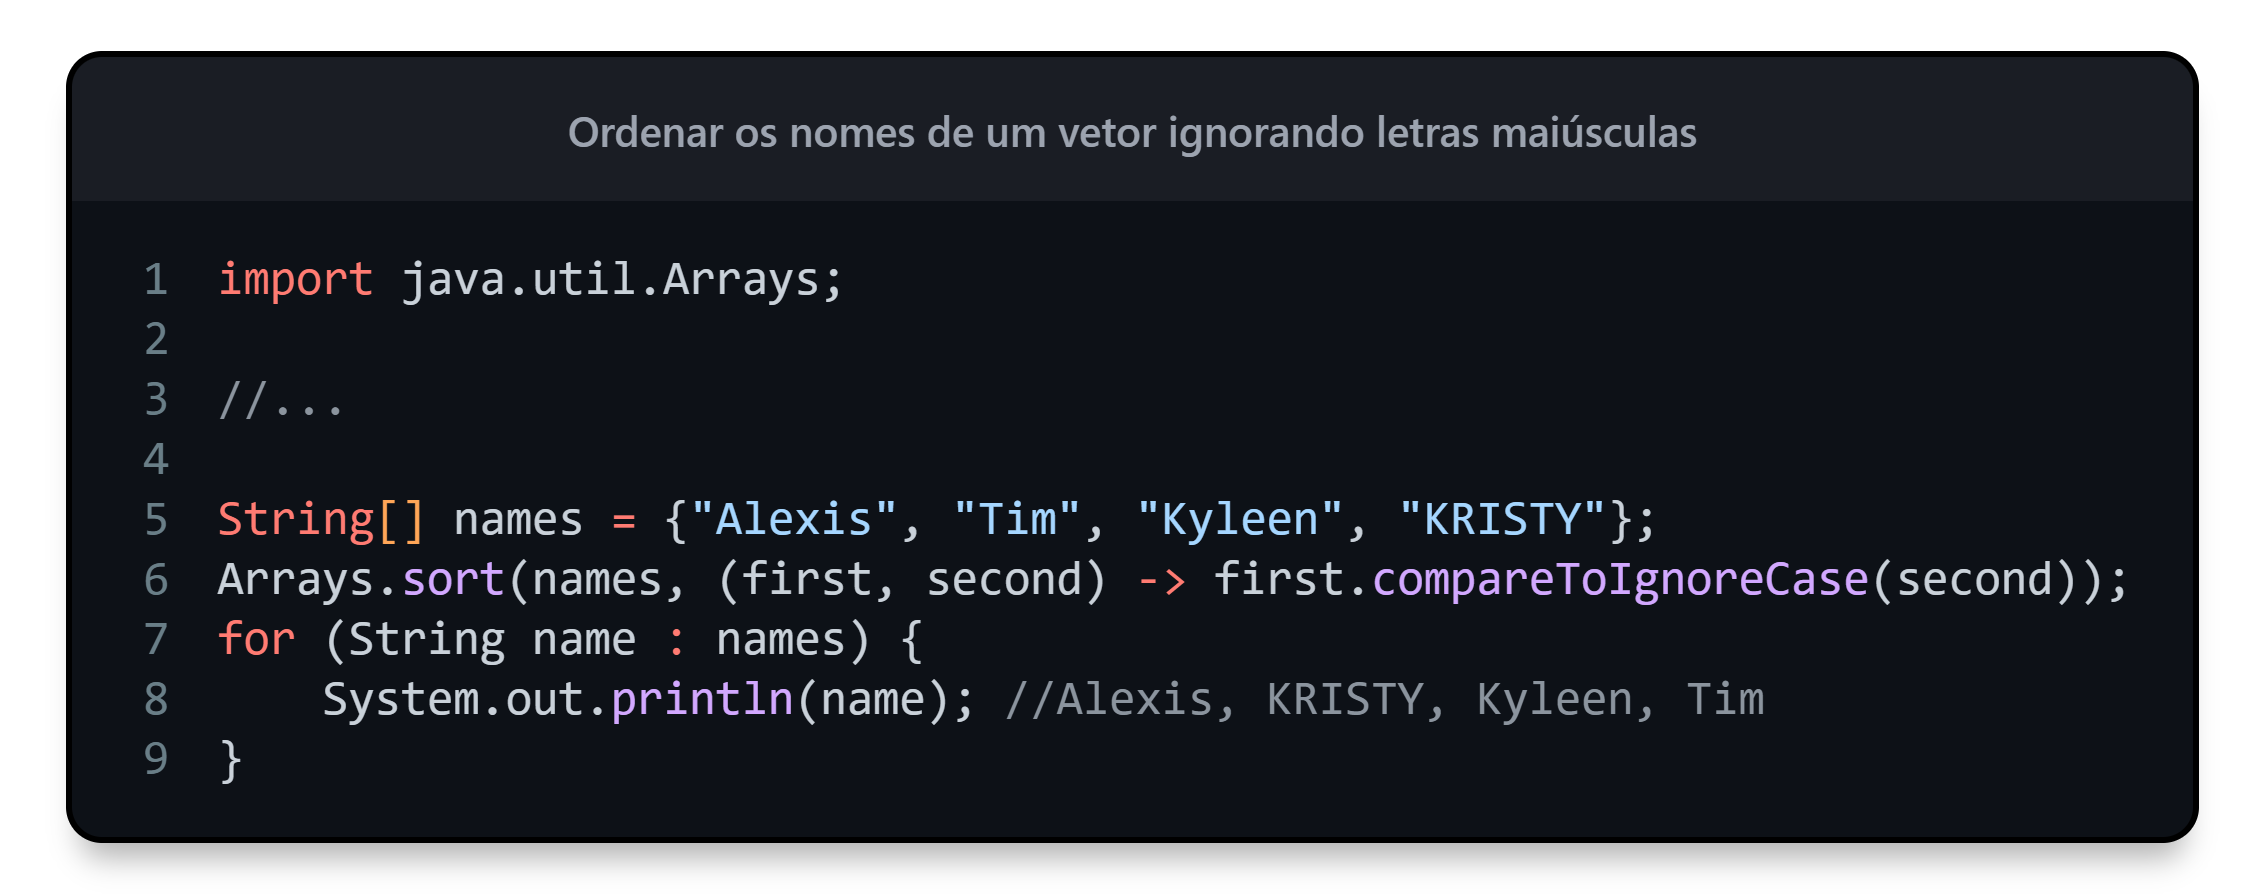 Ordenar os nomes de um vetor ignorando letras maiúsculas
1 import java.util.Arrays;
2
3 //...
4
5 String[] names = {"Alexis", "Tim", "Kyleen", "KRISTY"};
6 Arrays.sort(names, (first, second) -> first.compareToIgnoreCase(second));
7 for (String name : names) {
8     System.out.println(name); //Alexis, KRISTY, Kyleen, Tim
9 }